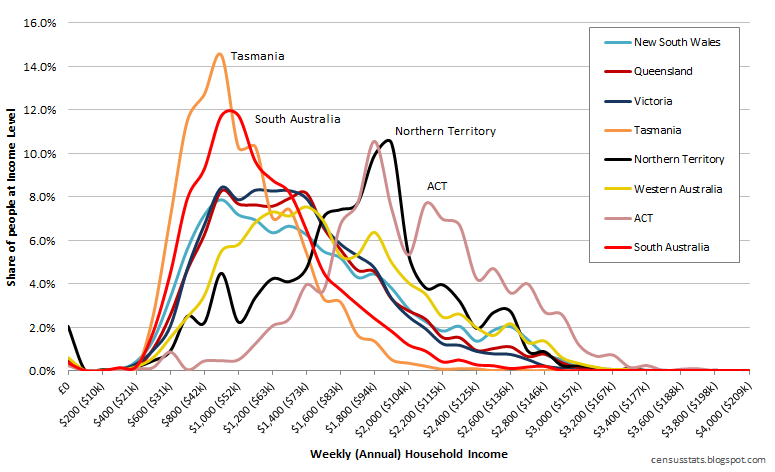 16.0%
14.0%
12.0%
10.0%
8.0%
6.0%
4.0%
2.0%
0.0%
Share of people at Income Level
Tasmania
South Australia
Northern Territory
ACT
New South Wales
Queensland
Victoria
Tasmania
Northern Territory
Western Australia
ACT
South Australia
£0
$200 ($10k)
$400 ($21k)
$600 ($31k)
$800 ($42k)
$1,000 ($52k)
$1,200 ($63k)
$1,400 ($73k)
$1,600 ($83k)
$1,800 ($94k)
$2,000 ($104k)
$2,200 ($115k)
$2,400 ($125k)
$2,600 ($136k)
$2,800 ($146k)
$3,000 ($157k)
$3,200 ($167k)
$3,400 ($177k)
$3,600 ($188k)
$3,800 ($198k)
$4,000 ($209k)
Weekly (Annual) Household Income
censusstats.blogspot.com